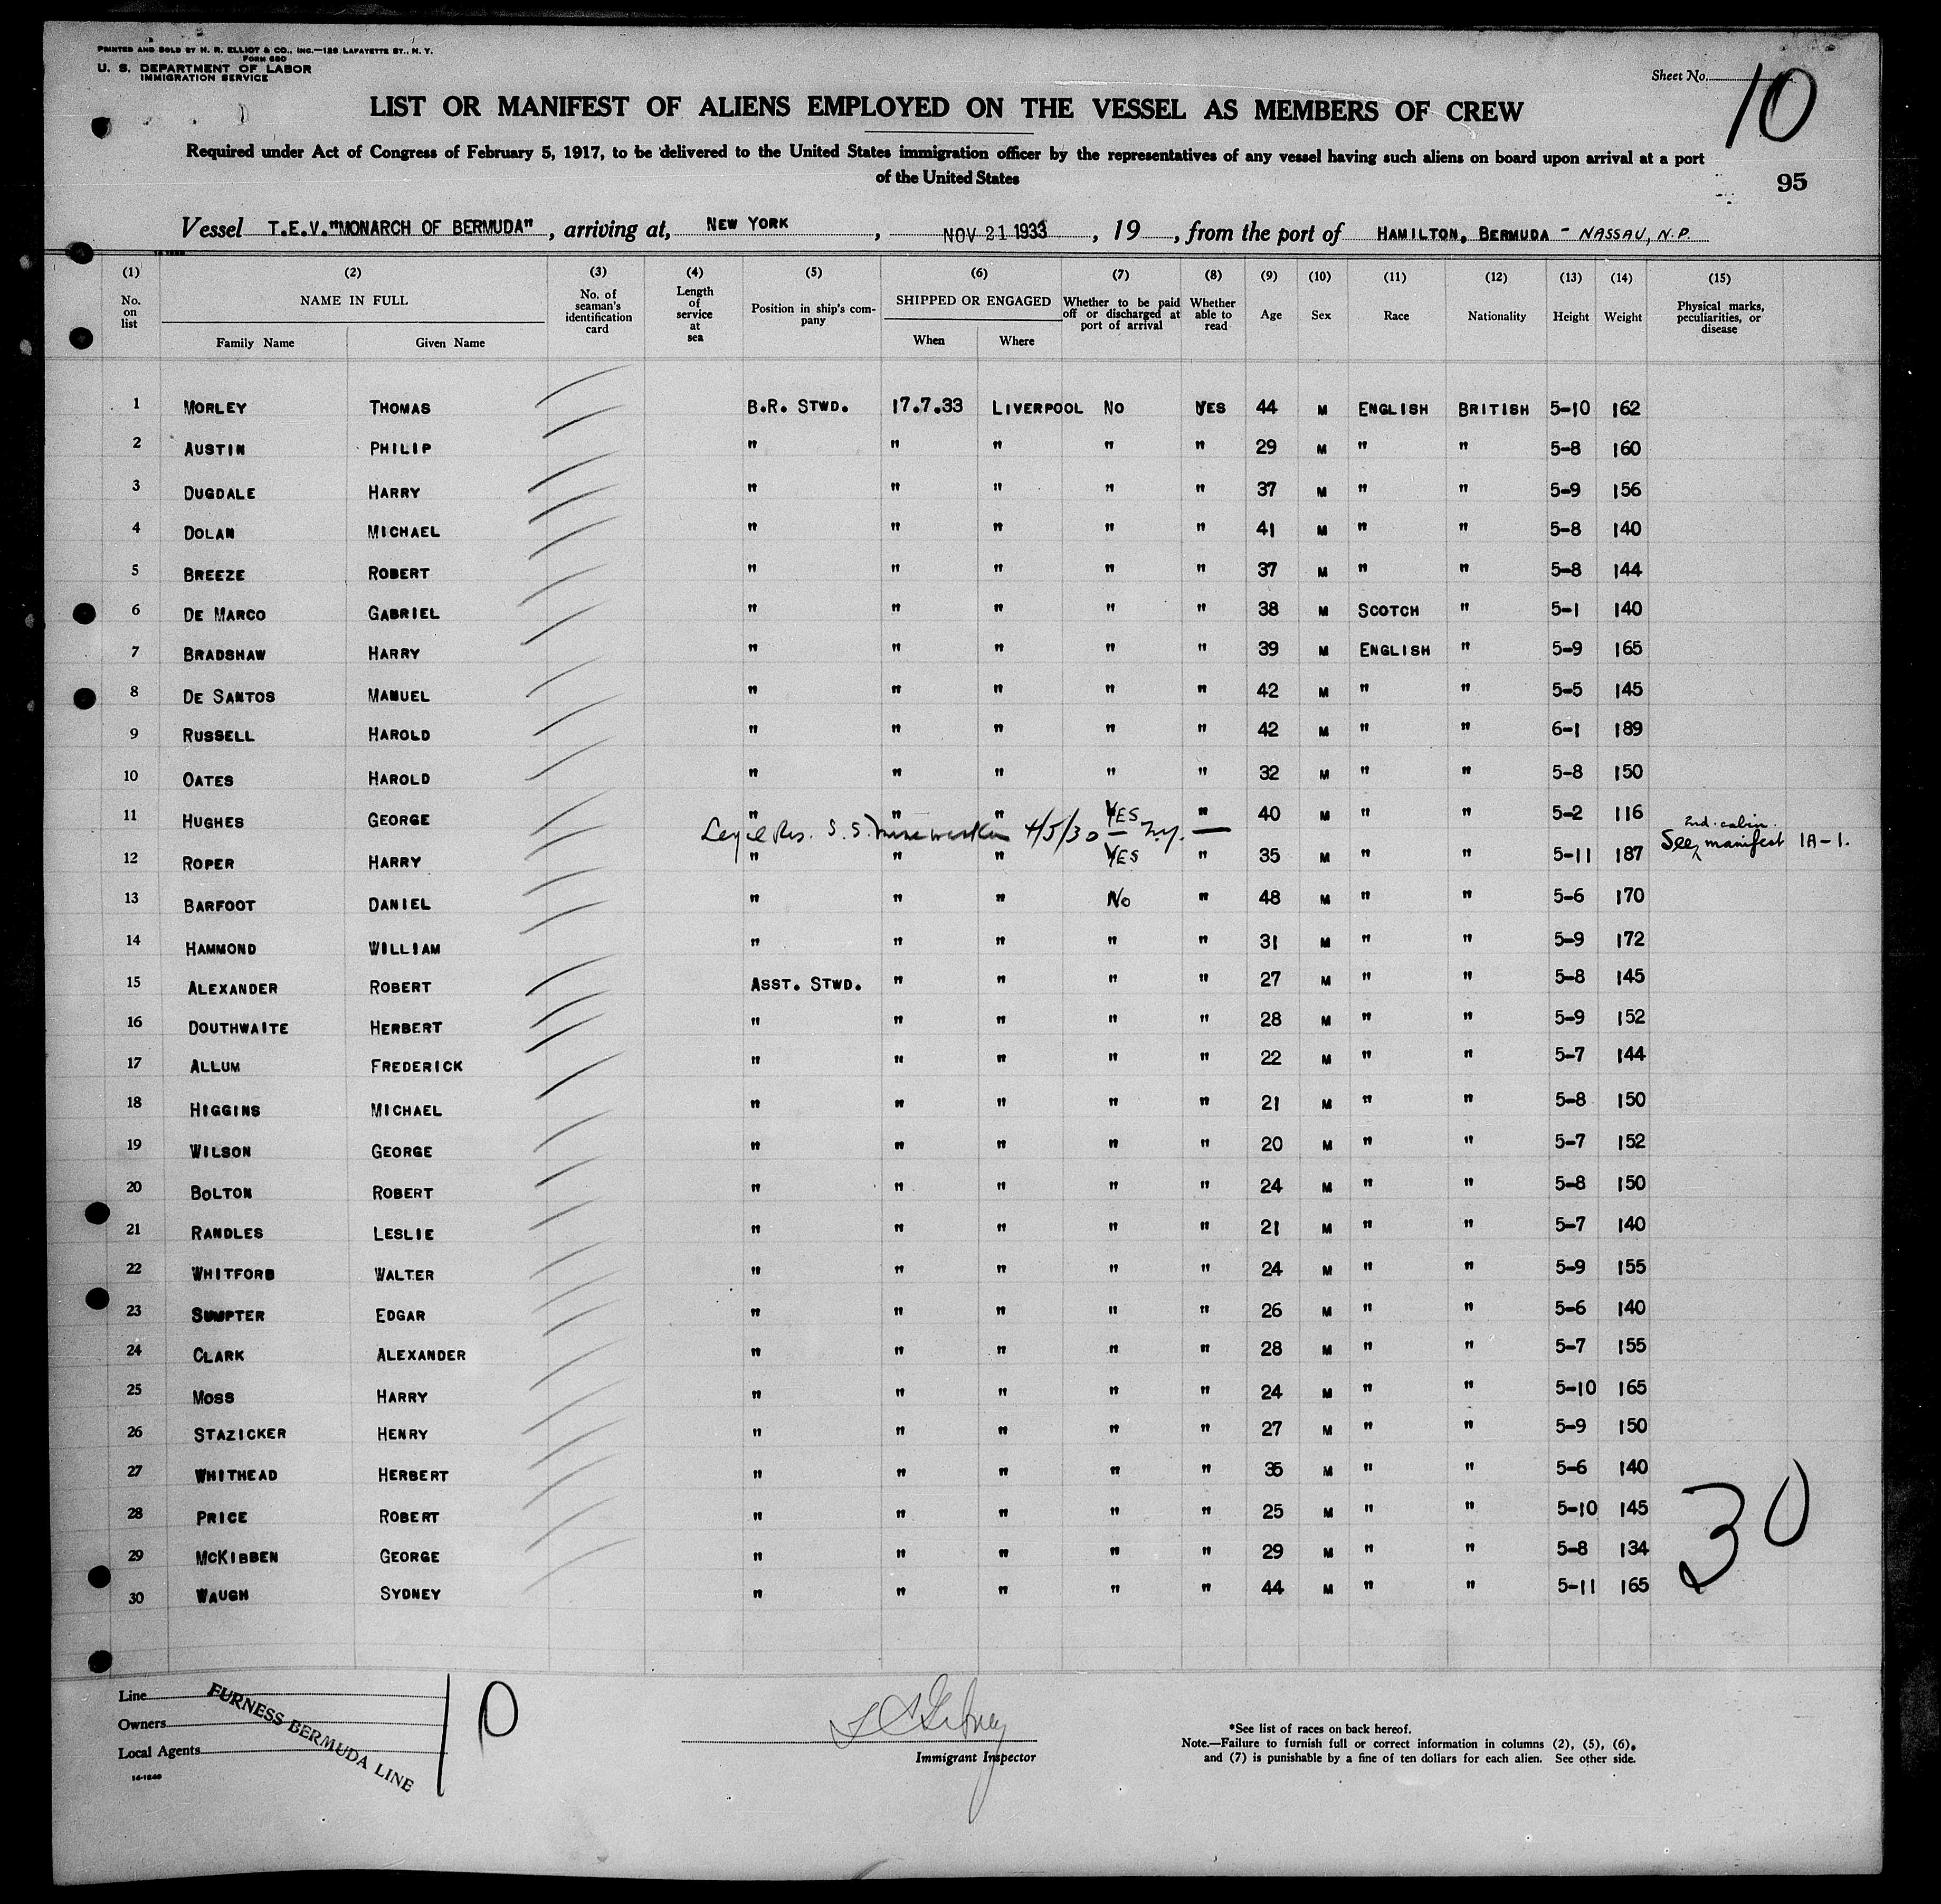 PRINTED AND SOLD BY H. R. ELLIOT & CO., INC.—129 LAFAYETTE ST., N. Y.
FORM 680
U. S. DEPARTMENT OF LABOR
IMMIGRATION SERVICE
Sheet No. 10
LIST OR MANIFEST OF ALIENS EMPLOYED ON THE VESSEL AS MEMBERS OF CREW
Required under Act of Congress of February 5, 1917, to be delivered to the United States immigration officer by the representatives of any vessel having such aliens on board upon arrival at a port
of the United States
95
Vessel T.E.V."MONARCH OF BERMUDA", arriving at, NEW YORK, NOV 21 1933, 19, from the port of HAMILTON, BERMUDA - NASSAU, N.P.
(1) (2) (3) (4) (5) (6) (7) (8) (9) (10) (11) (12) (13) (14) (15)
No. on list NAME IN FULL Family Name Given Name No. of seaman's identification card Length of service at sea Position in ship's company SHIPPED OR ENGAGED When Where Whether to be paid off or discharged at port of arrival Whether able to read Age Sex Race Nationality Height Weight Physical marks, peculiarities, or disease
1 MORLEY THOMAS B.R. STWD. 17.7.33 LIVERPOOL NO YES 44 M ENGLISH BRITISH 5-10 162
2 AUSTIN PHILIP " " " " " 29 M " " 5-8 160
3 DUGDALE HARRY " " " " " 37 M " " 5-9 156
4 DOLAN MICHAEL " " " " " 41 M " " 5-8 140
5 BREEZE ROBERT " " " " " 37 M " " 5-8 144
6 DE MARCO GABRIEL " " " " " 38 M SCOTCH " 5-1 140
7 BRADSHAW HARRY " " " " " 39 M ENGLISH " 5-9 165
8 DE SANTOS MANUEL " " " " " 42 M " " 5-5 145
9 RUSSELL HAROLD " " " " " 42 M " " 6-1 189
10 OATES HAROLD " " " " " 32 M " " 5-8 150
11 HUGHES GEORGE " " " YES " 40 M " " 5-2 116
Legal Res. S.S. 4/5/30 — N.Y. —
2nd. cabin.
See manifest 1A-1.
12 ROPER HARRY " " " YES " 35 M " " 5-11 187
13 BARFOOT DANIEL " " " No " 48 M " " 5-6 170
14 HAMMOND WILLIAM " " " " " 31 M " " 5-9 172
15 ALEXANDER ROBERT ASST. STWD. " " " " 27 M " " 5-8 145
16 DOUTHWAITE HERBERT " " " " " 28 M " " 5-9 152
17 ALLUM FREDERICK " " " " " 22 M " " 5-7 144
18 HIGGINS MICHAEL " " " " " 21 M " " 5-8 150
19 WILSON GEORGE " " " " " 20 M " " 5-7 152
20 BOLTON ROBERT " " " " " 24 M " " 5-8 150
21 RANDLES LESLIE " " " " " 21 M " " 5-7 140
22 WHITFORD WALTER " " " " " 24 M " " 5-9 155
23 SUMPTER EDGAR " " " " " 26 M " " 5-6 140
24 CLARK ALEXANDER " " " " " 28 M " " 5-7 155
25 MOSS HARRY " " " " " 24 M " " 5-10 165
26 STAZICKER HENRY " " " " " 27 M " " 5-9 150
27 WHITHEAD HERBERT " " " " " 35 M " " 5-6 140
28 PRICE ROBERT " " " " " 25 M " " 5-10 145
29 MCKIBBEN GEORGE " " " " " 29 M " " 5-8 134
30 WAUGH SYDNEY " " " " " 44 M " " 5-11 165
30
Line
Owners
Local Agents
FURNESS BERMUDA LINE
10
14-1240
Immigrant Inspector
*See list of races on back hereof.
Note.—Failure to furnish full or correct information in columns (2), (5), (6),
and (7) is punishable by a fine of ten dollars for each alien. See other side.